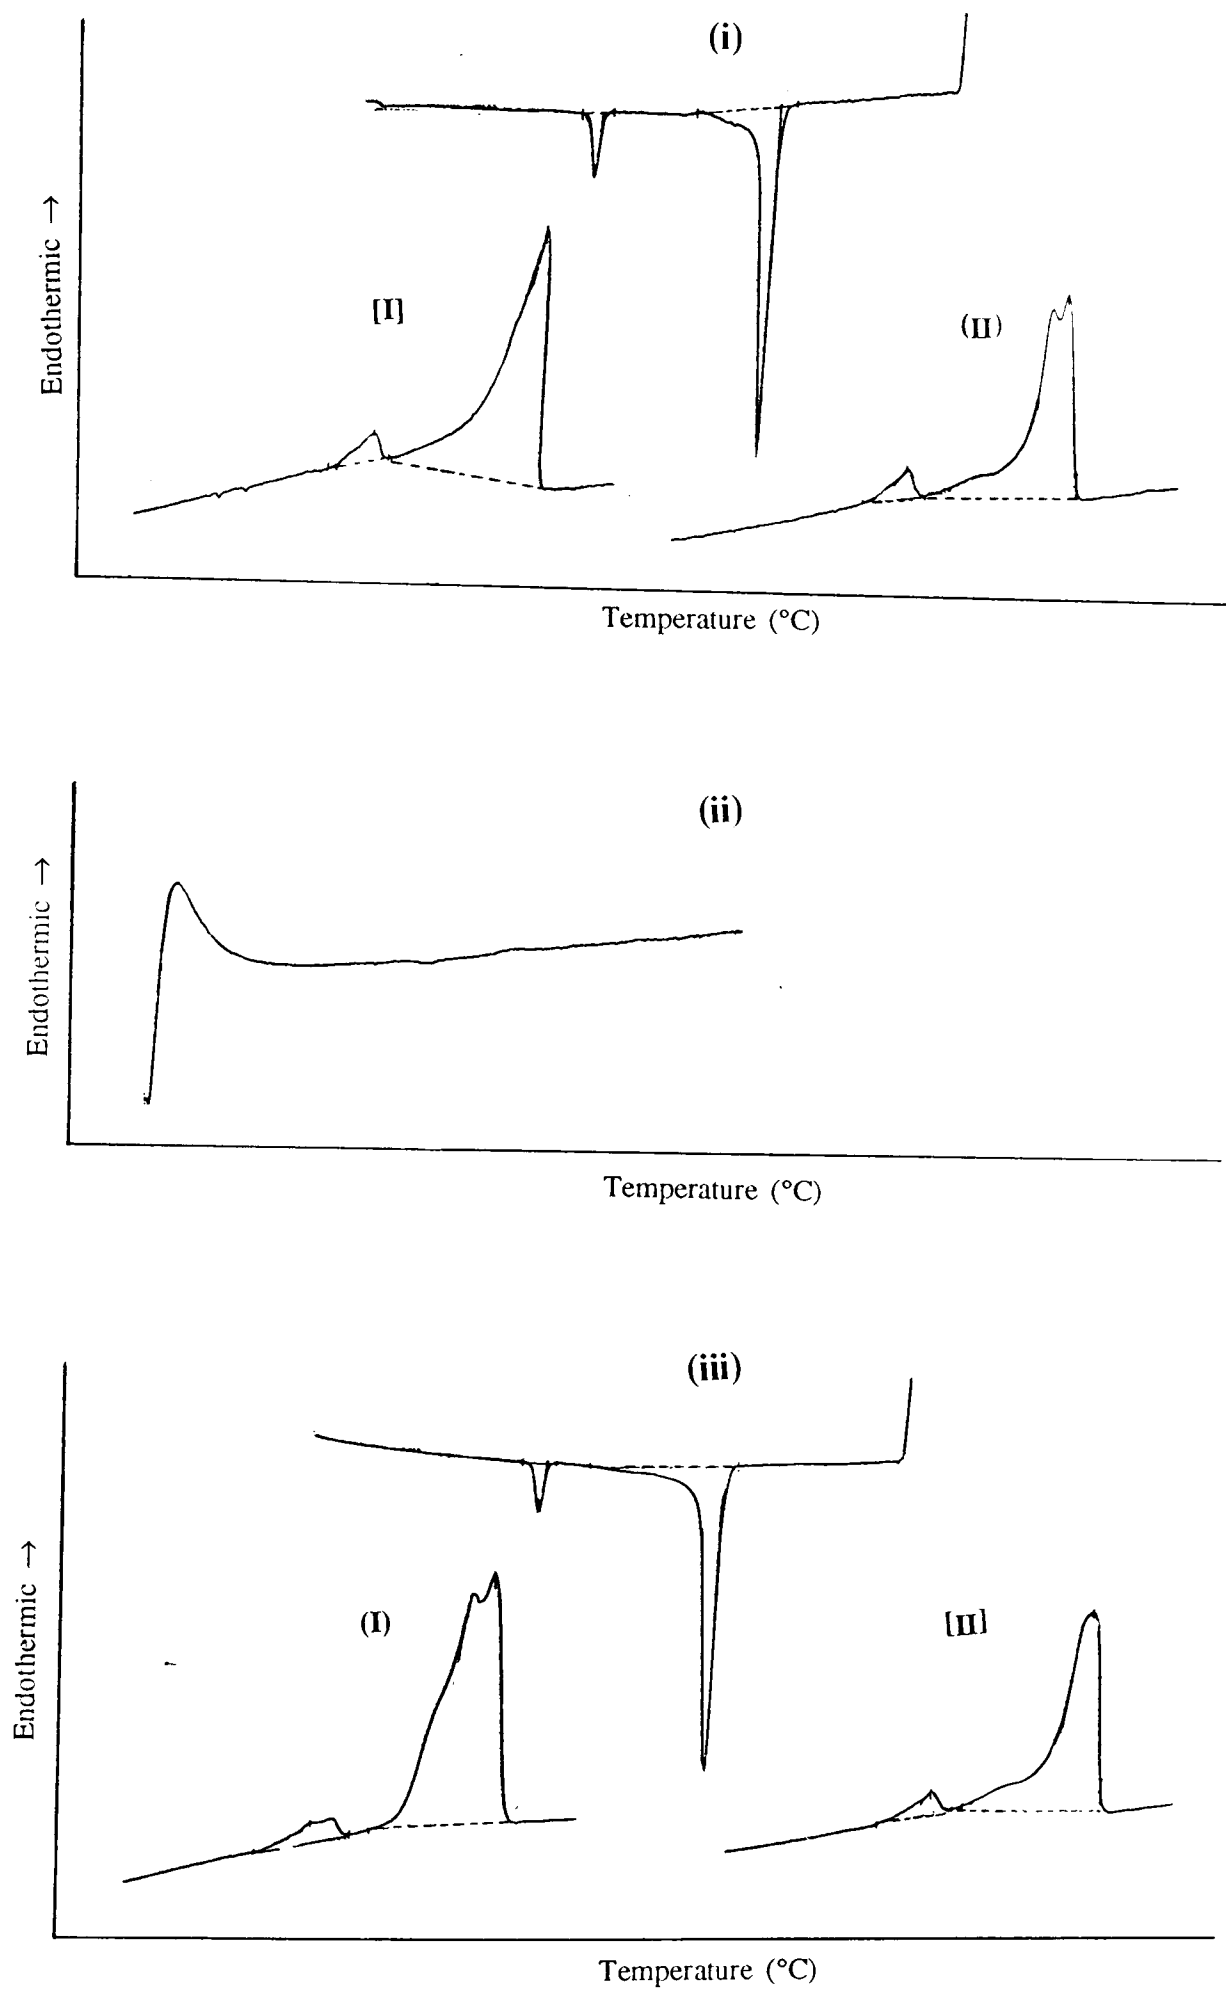 (i)
[I]
(II)
Endothermic →
Temperature (°C)
(ii)
Endothermic →
Temperature (°C)
(iii)
(I)
[II]
Endothermic →
Temperature (°C)